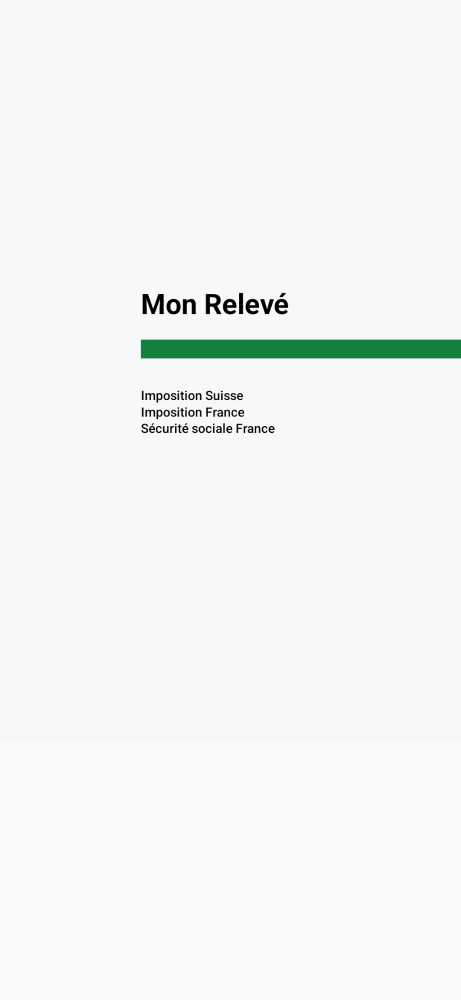 Mon Relevé
Imposition Suisse
Imposition France
Sécurité sociale France